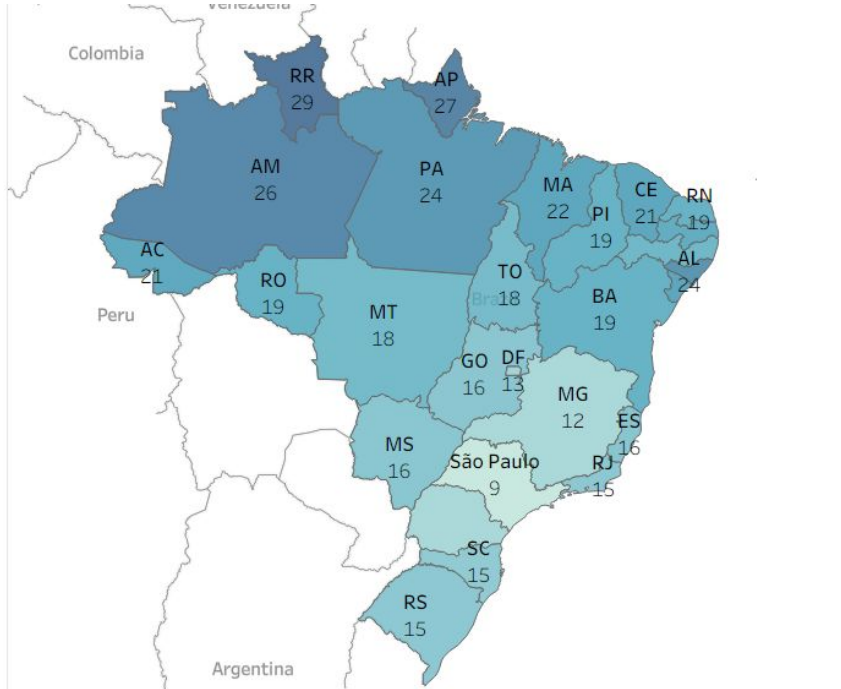 Venezuela
Colombia
RR
29
AP
27
AM
26
PA
24
MA
22
CE
21
RN
19
PI
19
AC
21
RO
19
TO
18
AL
24
Peru
MT
18
BA
19
GO
16
DF
13
MG
12
ES
16
MS
16
São Paulo
9
RJ
15
SC
15
RS
15
Argentina